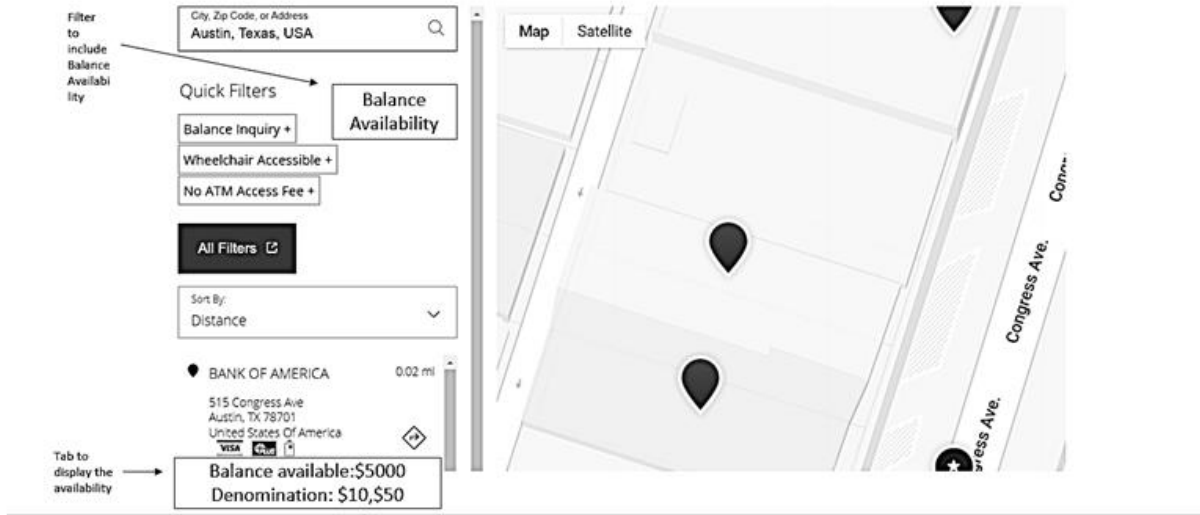 Filter
to
include
Balance
Availabi
lity
City, Zip Code, or Address
Austin, Texas, USA
Quick Filters
Balance
Availability
Balance Inquiry +
Wheelchair Accessible +
No ATM Access Fee +
All Filters
Sort By:
Distance
BANK OF AMERICA 0.02 mi
515 Congress Ave
Austin, TX 78701
United States Of America
VISA
Tab to
display the
availability
Balance available:$5000
Denomination: $10,$50
Map Satellite
Congr
Congress Ave.
gress Ave.